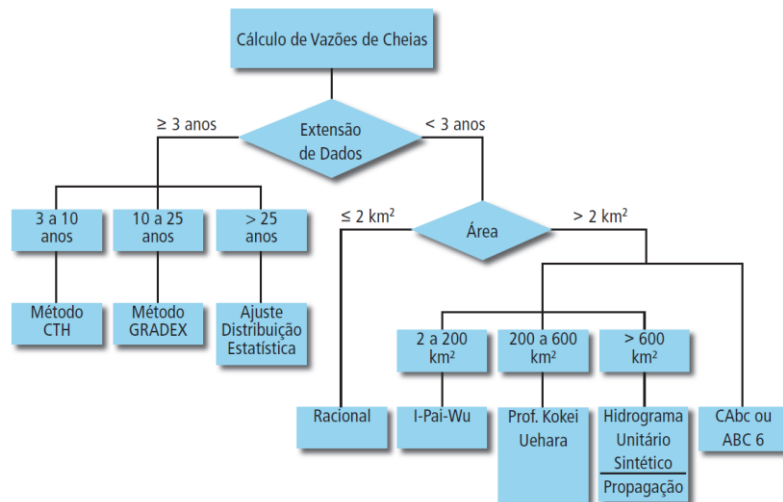 Cálculo de Vazões de Cheias
≥ 3 anos
Extensão
de Dados
< 3 anos
3 a 10
anos
10 a 25
anos
> 25
anos
≤ 2 km²
Área
> 2 km²
Método
CTH
Método
GRADEX
Ajuste
Distribuição
Estatística
2 a 200
km²
200 a 600
km²
> 600
km²
Racional
I-Pai-Wu
Prof. Kokei
Uehara
Hidrograma
Unitário
Sintético
Propagação
CAbc ou
ABC 6